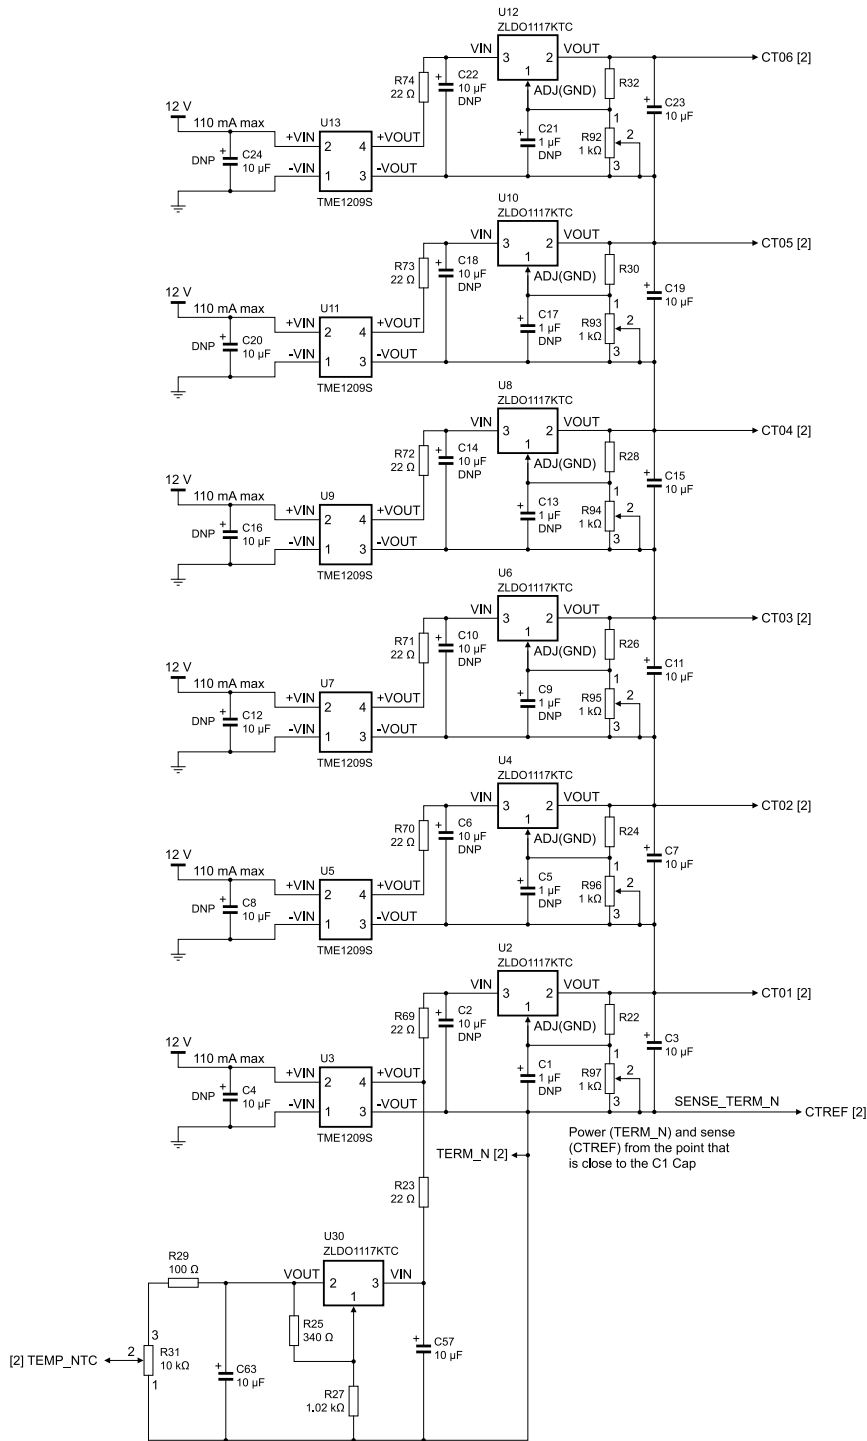 U12
ZLDO1117KTC
VIN 3 2 VOUT
1
ADJ(GND)
CT06 [2]
R74
22 Ω
+ C22
10 µF
DNP
R32
+ C23
10 µF
12 V
110 mA max
U13
+VIN 2 4 +VOUT
-VIN 1 3 -VOUT
TME1209S
DNP + C24
10 µF
+ C21
1 µF
DNP
R92
1 kΩ
1
2
3
U10
ZLDO1117KTC
VIN 3 2 VOUT
1
ADJ(GND)
CT05 [2]
R73
22 Ω
+ C18
10 µF
DNP
R30
+ C19
10 µF
12 V
110 mA max
U11
+VIN 2 4 +VOUT
-VIN 1 3 -VOUT
TME1209S
DNP + C20
10 µF
+ C17
1 µF
DNP
R93
1 kΩ
1
2
3
U8
ZLDO1117KTC
VIN 3 2 VOUT
1
ADJ(GND)
CT04 [2]
R72
22 Ω
+ C14
10 µF
DNP
R28
+ C15
10 µF
12 V
110 mA max
U9
+VIN 2 4 +VOUT
-VIN 1 3 -VOUT
TME1209S
DNP + C16
10 µF
+ C13
1 µF
DNP
R94
1 kΩ
1
2
3
U6
ZLDO1117KTC
VIN 3 2 VOUT
1
ADJ(GND)
CT03 [2]
R71
22 Ω
+ C10
10 µF
DNP
R26
+ C11
10 µF
12 V
110 mA max
U7
+VIN 2 4 +VOUT
-VIN 1 3 -VOUT
TME1209S
DNP + C12
10 µF
+ C9
1 µF
DNP
R95
1 kΩ
1
2
3
U4
ZLDO1117KTC
VIN 3 2 VOUT
1
ADJ(GND)
CT02 [2]
R70
22 Ω
+ C6
10 µF
DNP
R24
+ C7
10 µF
12 V
110 mA max
U5
+VIN 2 4 +VOUT
-VIN 1 3 -VOUT
TME1209S
DNP + C8
10 µF
+ C5
1 µF
DNP
R96
1 kΩ
1
2
3
U2
ZLDO1117KTC
VIN 3 2 VOUT
1
ADJ(GND)
CT01 [2]
R69
22 Ω
+ C2
10 µF
DNP
R22
+ C3
10 µF
12 V
110 mA max
U3
+VIN 2 4 +VOUT
-VIN 1 3 -VOUT
TME1209S
DNP + C4
10 µF
+ C1
1 µF
DNP
R97
1 kΩ
1
2
3
SENSE_TERM_N
CTREF [2]
Power (TERM_N) and sense
(CTREF) from the point that
is close to the C1 Cap
TERM_N [2]
R23
22 Ω
U30
ZLDO1117KTC
VOUT 2 3 VIN
1
R29
100 Ω
R25
340 Ω
+ C57
10 µF
[2] TEMP_NTC
3
2
1
R31
10 kΩ
+ C63
10 µF
R27
1.02 kΩ